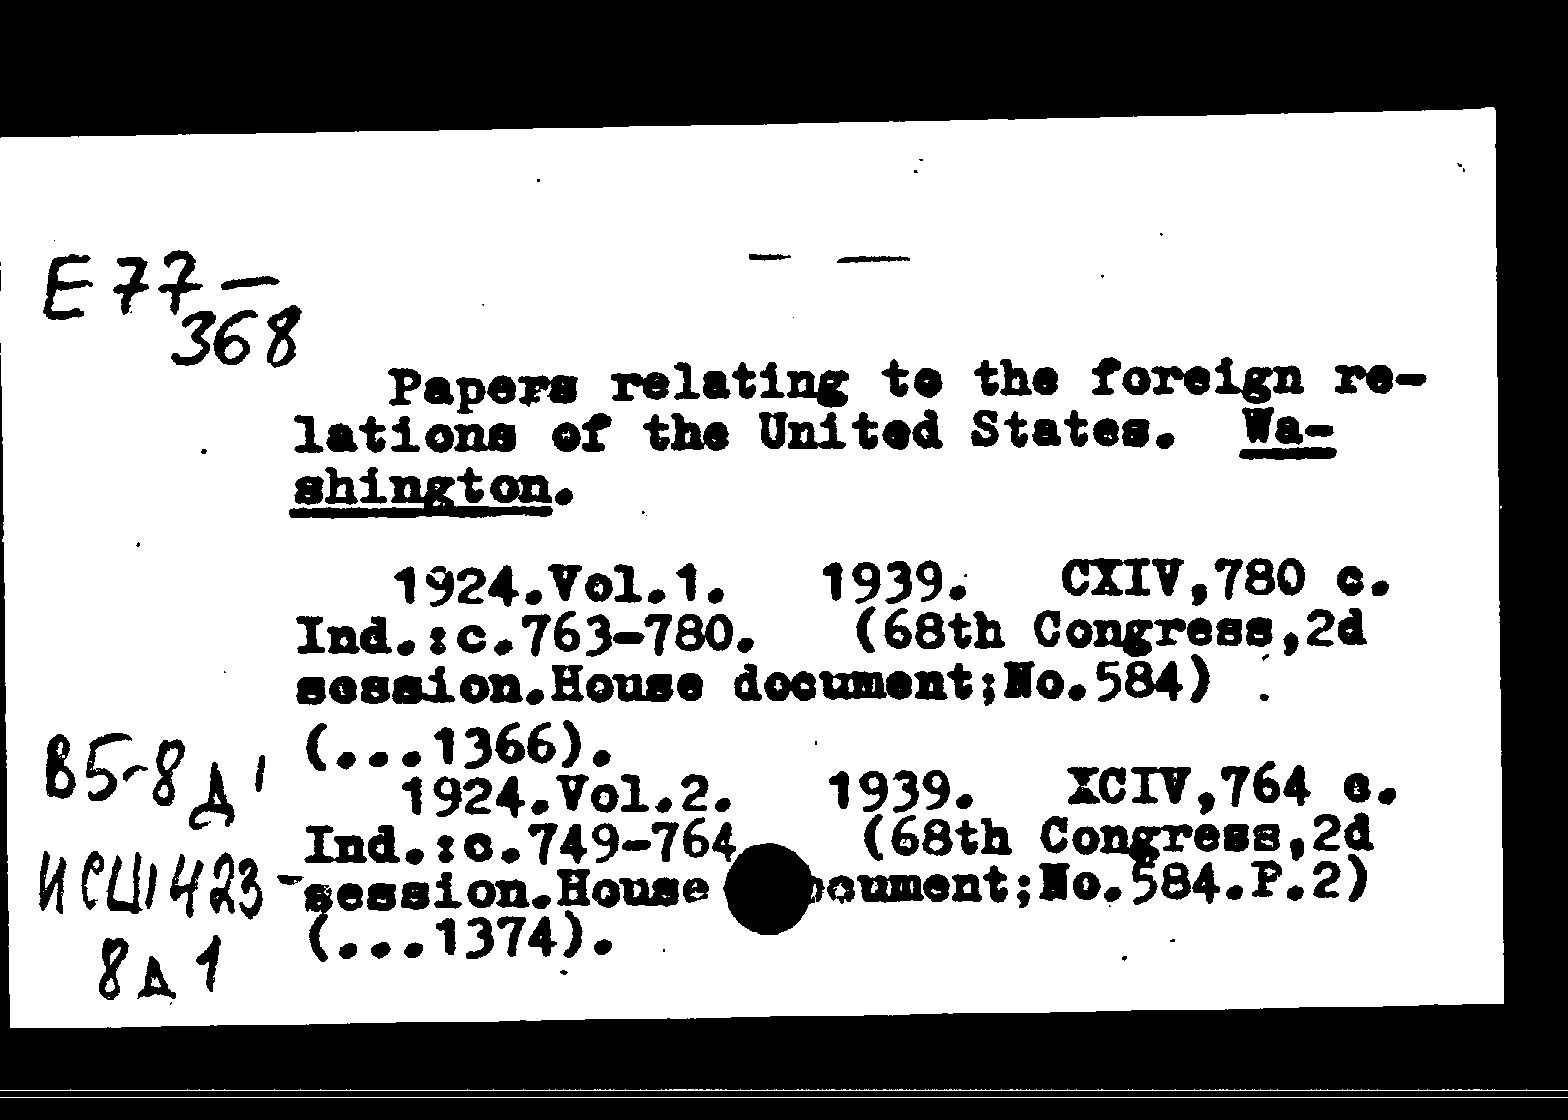 E77-
368
Papers relating to the foreign re-
lations of the United States. Wa-
shington.
1924.Vol.1. 1939. CXIV,780 c.
Ind.:c.763-780. (68th Congress,2d
session.House document;No.584)
(...1366).
1924.Vol.2. 1939. XCIV,764 c.
Ind.:c.749-764 (68th Congress,2d
session.House document;No.584.P.2)
(...1374).
В5-8д1
ИСШ423-
8д1